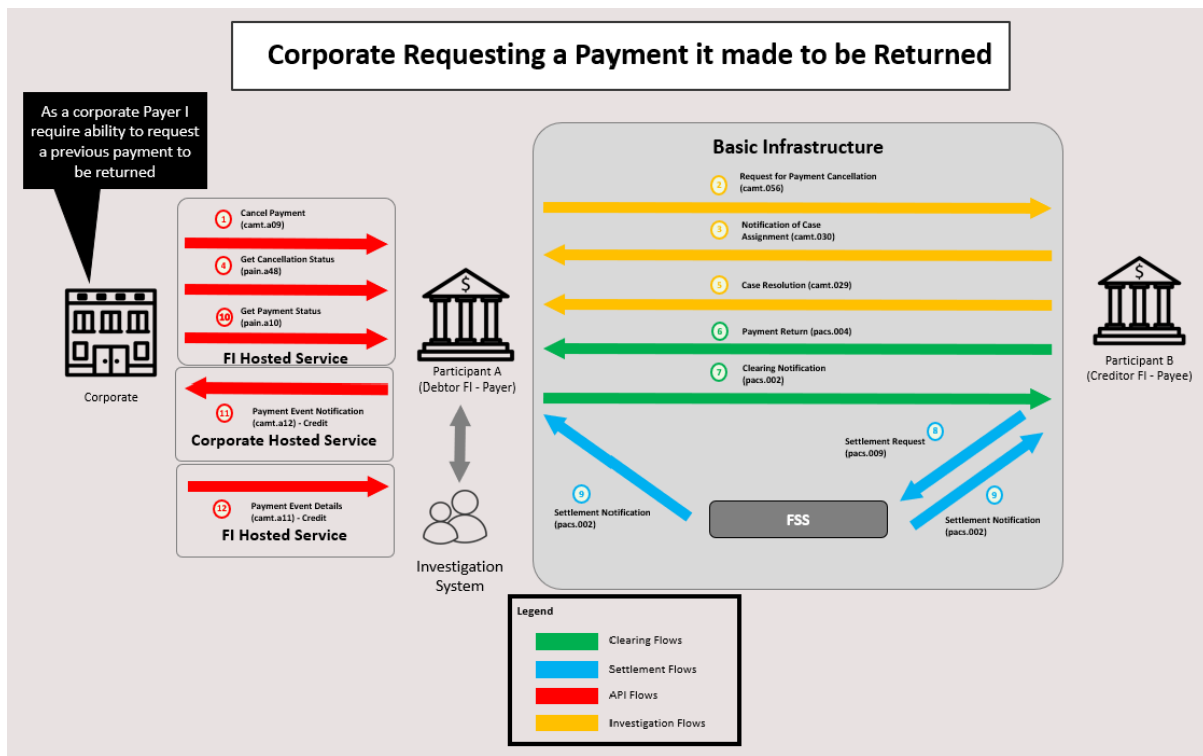 Corporate Requesting a Payment it made to be Returned
As a corporate Payer I
require ability to request
a previous payment to
be returned
Basic Infrastructure
2
Request for Payment Cancellation
(camt.056)
1
Cancel Payment
(camt.a09)
3
Notification of Case
Assignment (camt.030)
4
Get Cancellation Status
(pain.a48)
5
Case Resolution (camt.029)
10
Get Payment Status
(pain.a10)
6
Payment Return (pacs.004)
FI Hosted Service
Corporate
Participant A
(Debtor FI - Payer)
Participant B
(Creditor FI - Payee)
7
Clearing Notification
(pacs.002)
11
Payment Event Notification
(camt.a12) - Credit
Corporate Hosted Service
8
Settlement Request
(pacs.009)
12
Payment Event Details
(camt.a11) - Credit
FI Hosted Service
9
Settlement Notification
(pacs.002)
FSS
9
Settlement Notification
(pacs.002)
$
$
Investigation
System
Legend
Clearing Flows
Settlement Flows
API Flows
Investigation Flows